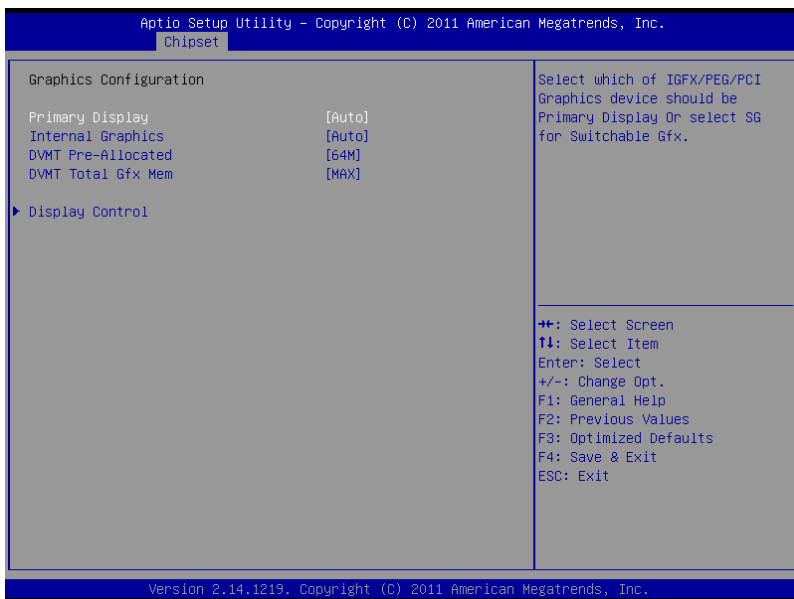 Aptio Setup Utility – Copyright (C) 2011 American Megatrends, Inc.
Chipset
Graphics Configuration
Primary Display [Auto]
Internal Graphics [Auto]
DVMT Pre-Allocated [64M]
DVMT Total Gfx Mem [MAX]
Display Control
Select which of IGFX/PEG/PCI
Graphics device should be
Primary Display Or select SG
for Switchable Gfx.
→←: Select Screen
↑↓: Select Item
Enter: Select
+/-: Change Opt.
F1: General Help
F2: Previous Values
F3: Optimized Defaults
F4: Save & Exit
ESC: Exit
Version 2.14.1219. Copyright (C) 2011 American Megatrends, Inc.